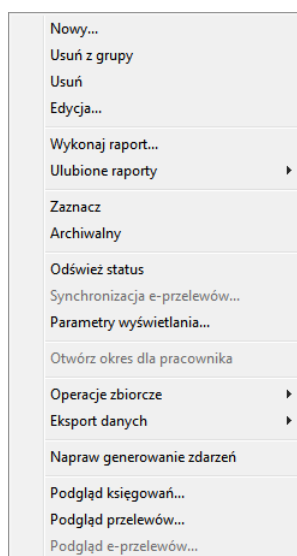 Nowy...
Usuń z grupy
Usuń
Edycja...
Wykonaj raport...
Ulubione raporty
Zaznacz
Archiwalny
Odśwież status
Synchronizacja e-przelewów...
Parametry wyświetlania...
Otwórz okres dla pracownika
Operacje zbiorcze
Eksport danych
Napraw generowanie zdarzeń
Podgląd księgowań...
Podgląd przelewów...
Podgląd e-przelewów...